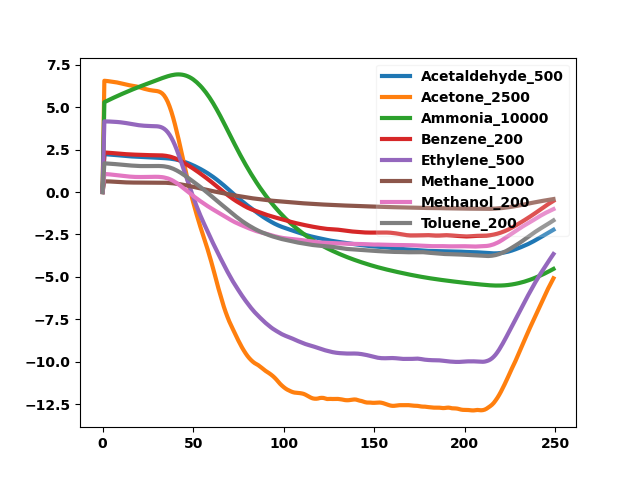 7.5
5.0
2.5
0.0
−2.5
−5.0
−7.5
−10.0
−12.5
0
50
100
150
200
250
Acetaldehyde_500
Acetone_2500
Ammonia_10000
Benzene_200
Ethylene_500
Methane_1000
Methanol_200
Toluene_200